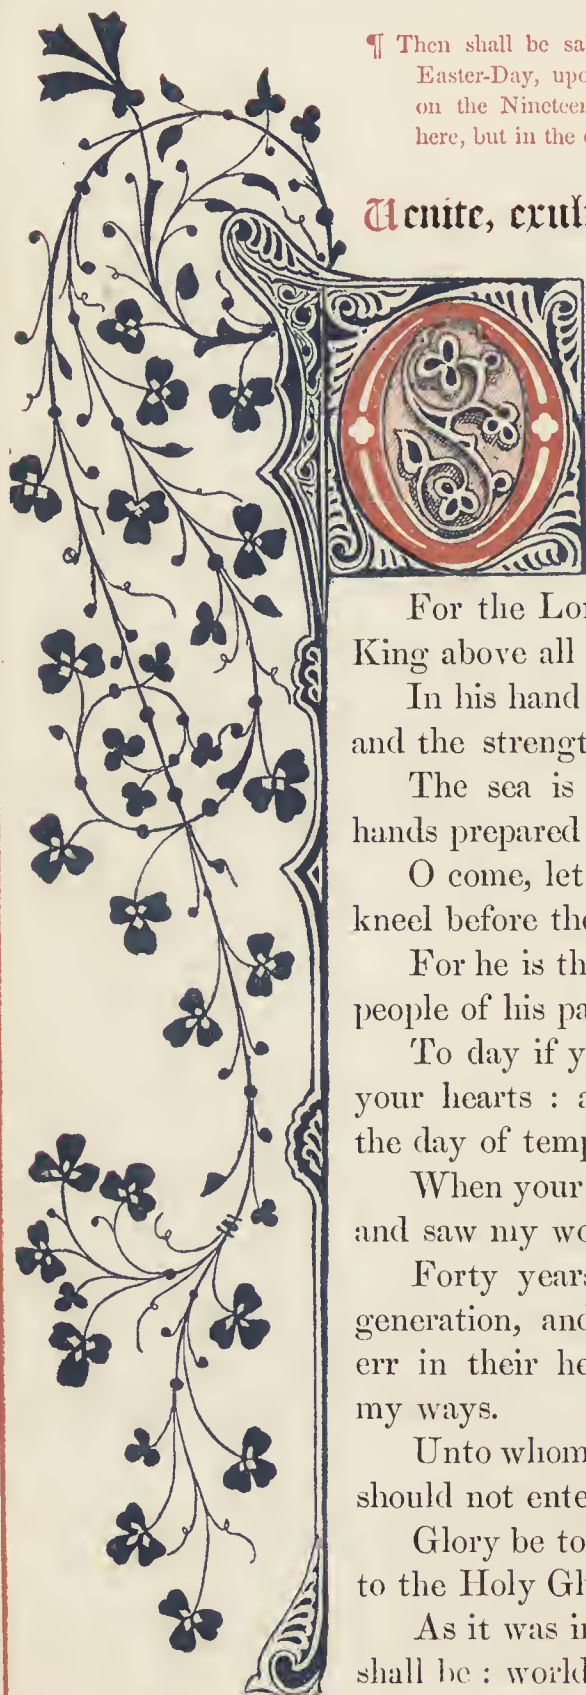 ¶ Then shall be sa
Easter-Day, upo
on the Nineteen
here, but in the
Venite, exul
O
For the Lor
King above all
In his hand
and the strengt
The sea is
hands prepared
O come, let
kneel before the
For he is th
people of his pa
To day if y
your hearts : a
the day of temp
When your
and saw my wo
Forty years
generation, and
err in their he
my ways.
Unto whom
should not ente
Glory be to
to the Holy Gh
As it was in
shall be : world